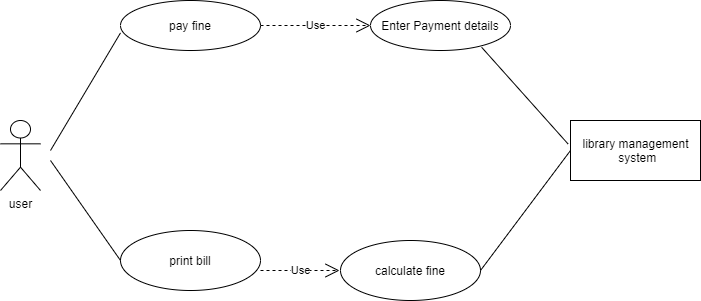 pay fine
Use
Enter Payment details
library management
system
user
print bill
Use
calculate fine